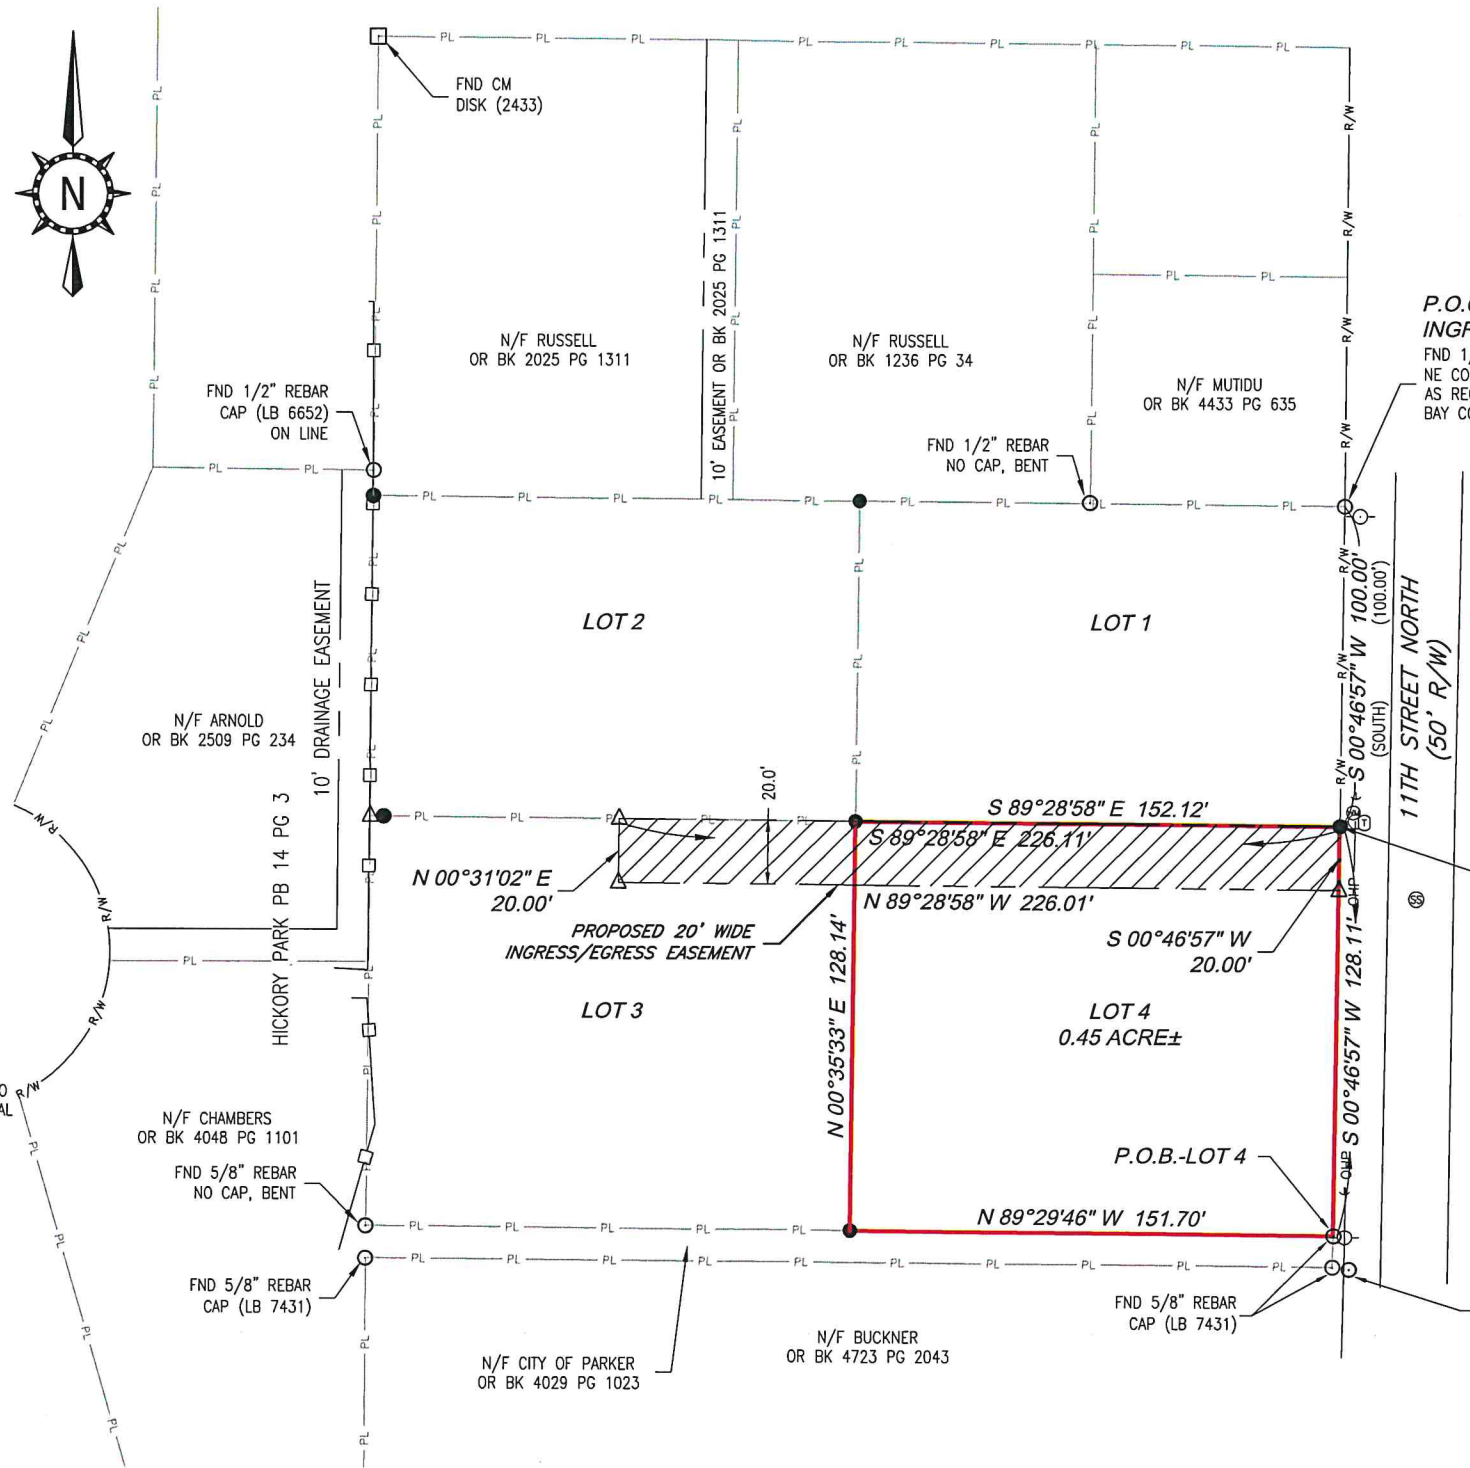 N
FND CM
DISK (2433)
N/F RUSSELL
OR BK 2025 PG 1311
10' EASEMENT OR BK 2025 PG 1311
N/F RUSSELL
OR BK 1236 PG 34
N/F MUTIDU
OR BK 4433 PG 635
INGR
FND 1/
NE CO
BAY CO
FND 1/2" REBAR
CAP (LB 6652)
ON LINE
FND 1/2" REBAR
NO CAP, BENT
LOT 2
LOT 1
S 00°46'57" W 100.00'
(SOUTH)
(100.00')
11TH STREET NORTH
(50' R/W)
N/F ARNOLD
OR BK 2509 PG 234
10' DRAINAGE EASEMENT
HICKORY PARK PB 14 PG 3
20.0'
S 89°28'58" E 152.12'
S 89°28'58" E 226.11'
N 00°31'02" E
20.00'
N 89°28'58" W 226.01'
PROPOSED 20' WIDE
INGRESS/EGRESS EASEMENT
S 00°46'57" W
20.00'
LOT 3
N 00°35'33" E 128.14'
LOT 4
0.45 ACRE±
OHP
S 00°46'57" W 128.11'
OHP
SS
T
N/F CHAMBERS
OR BK 4048 PG 1101
FND 5/8" REBAR
NO CAP, BENT
P.O.B.-LOT 4
N 89°29'46" W 151.70'
FND 5/8" REBAR
CAP (LB 7431)
FND 5/8" REBAR
CAP (LB 7431)
N/F CITY OF PARKER
OR BK 4029 PG 1023
N/F BUCKNER
OR BK 4723 PG 2043
PL
R/W